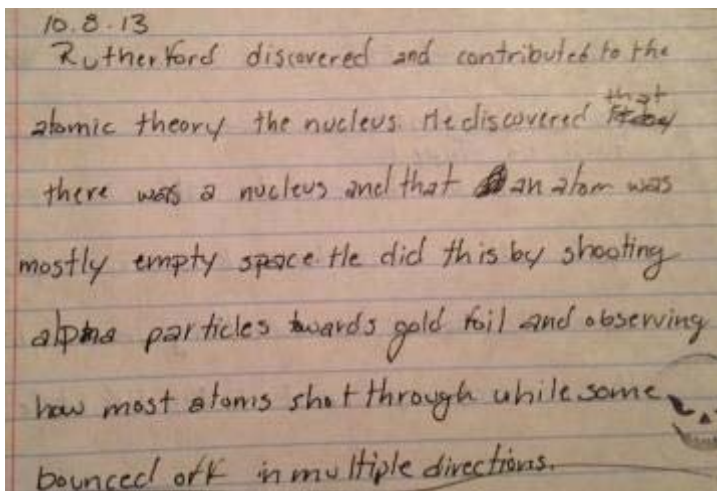 10.8.13
Rutherford discovered and contributed to the
atomic theory the nucleus. He discovered that
there was a nucleus and that an atom was
mostly empty space He did this by shooting
alpha particles towards gold foil and observing
how most atoms shot through while some
bounced off in multiple directions.